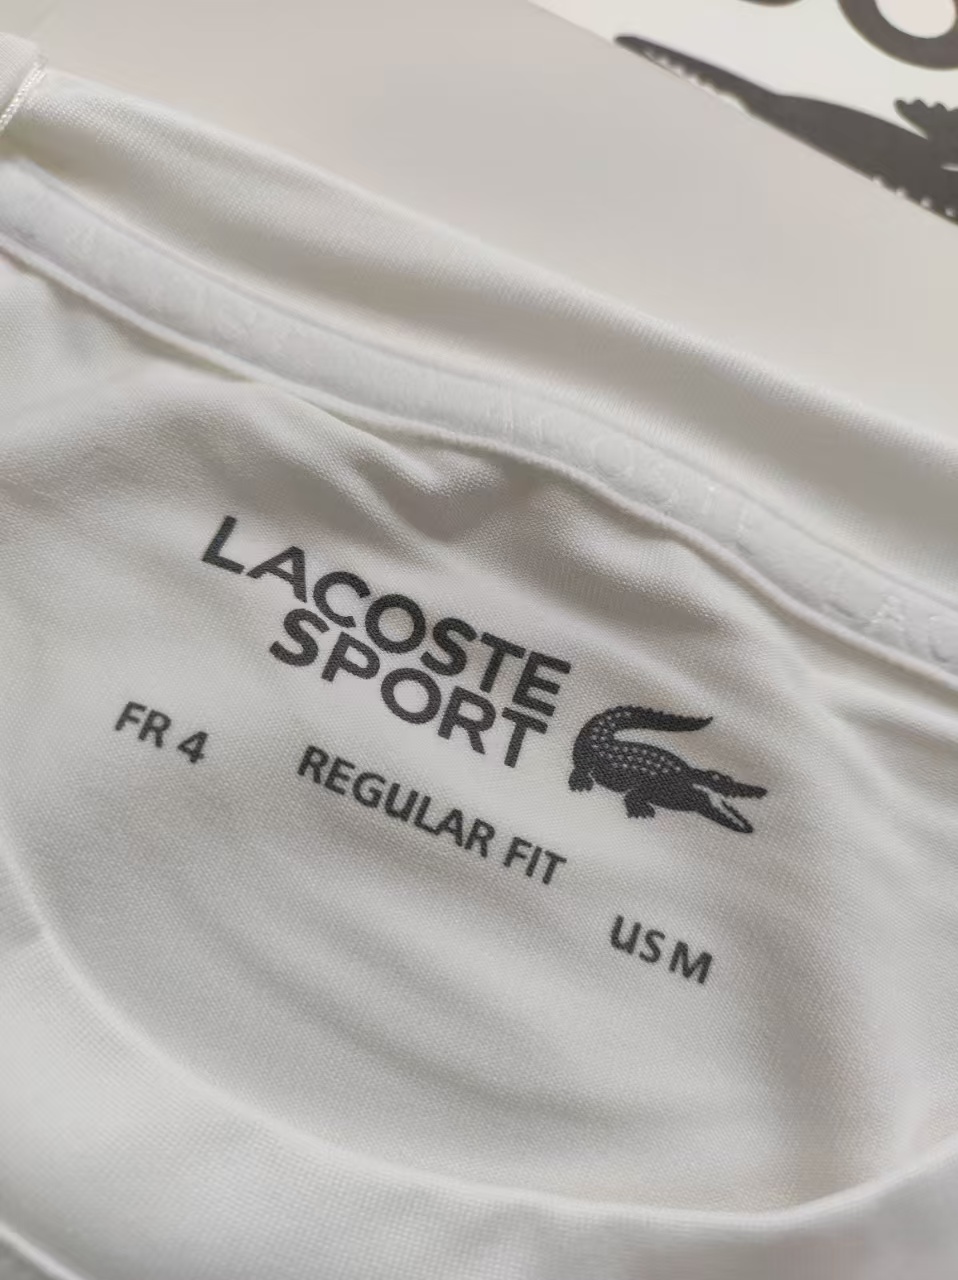 LACOSTE
SPORT
FR 4 REGULAR FIT US M